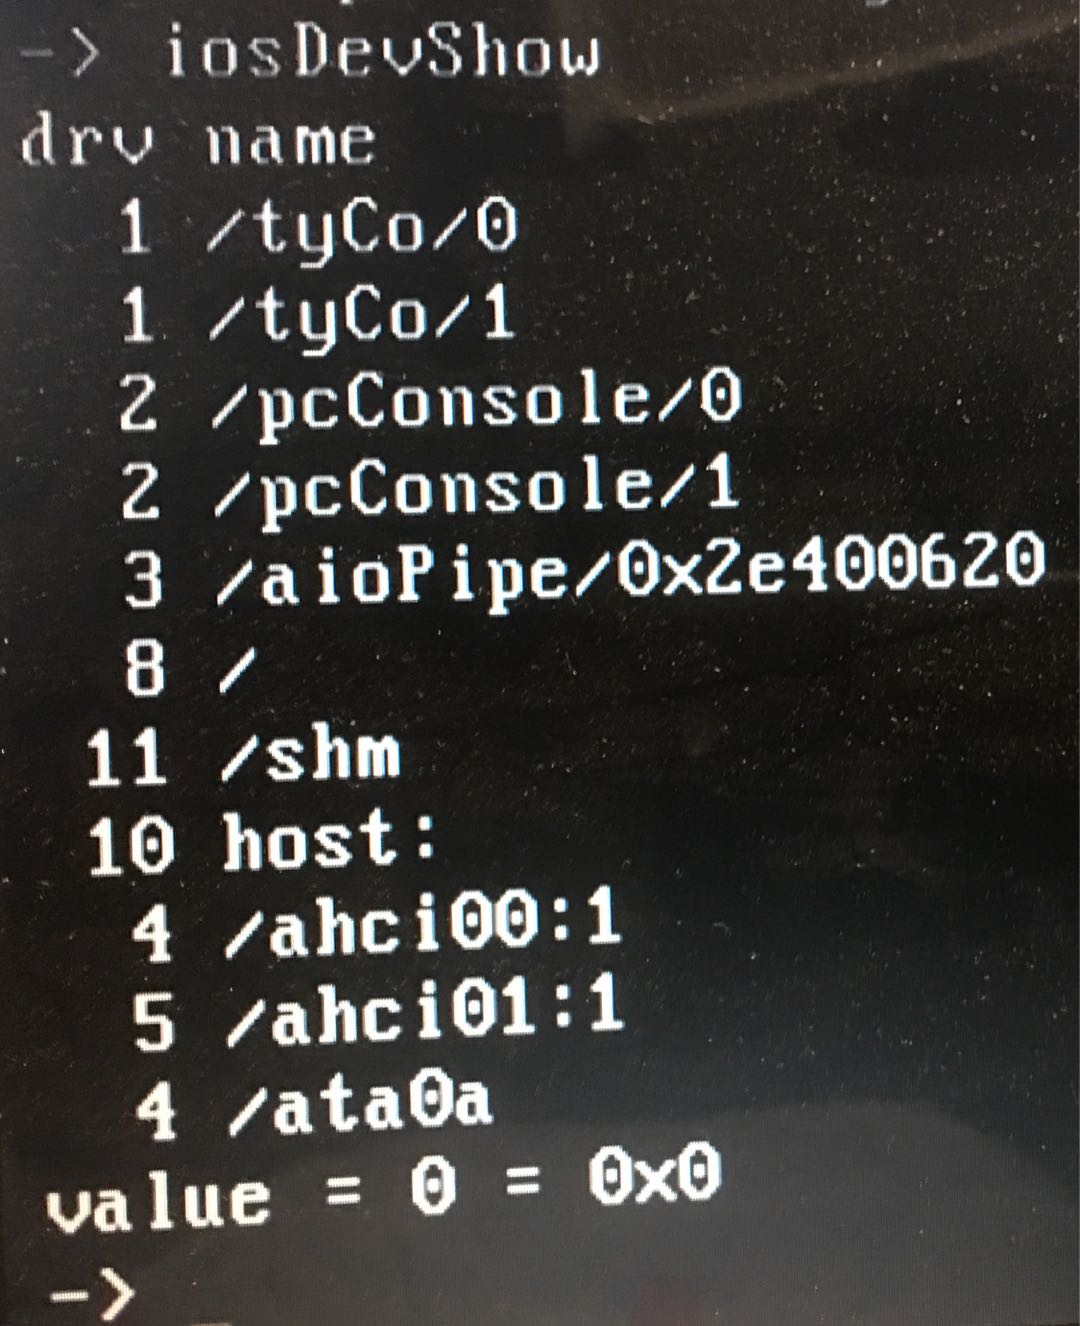 -> iosDevShow
drv name
  1 /tyCo/0
  1 /tyCo/1
  2 /pcConsole/0
  2 /pcConsole/1
  3 /aioPipe/0x2e400620
  8 /
 11 /shm
 10 host:
  4 /ahci00:1
  5 /ahci01:1
  4 /ata0a
value = 0 = 0x0
->